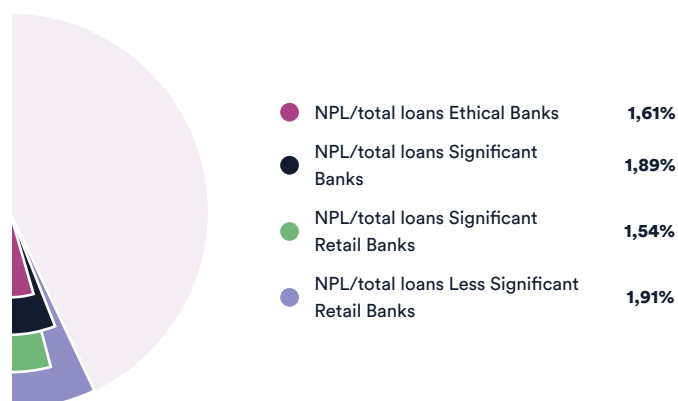 NPL/total loans Ethical Banks 1,61%
NPL/total loans Significant
Banks 1,89%
NPL/total loans Significant
Retail Banks 1,54%
NPL/total loans Less Significant
Retail Banks 1,91%